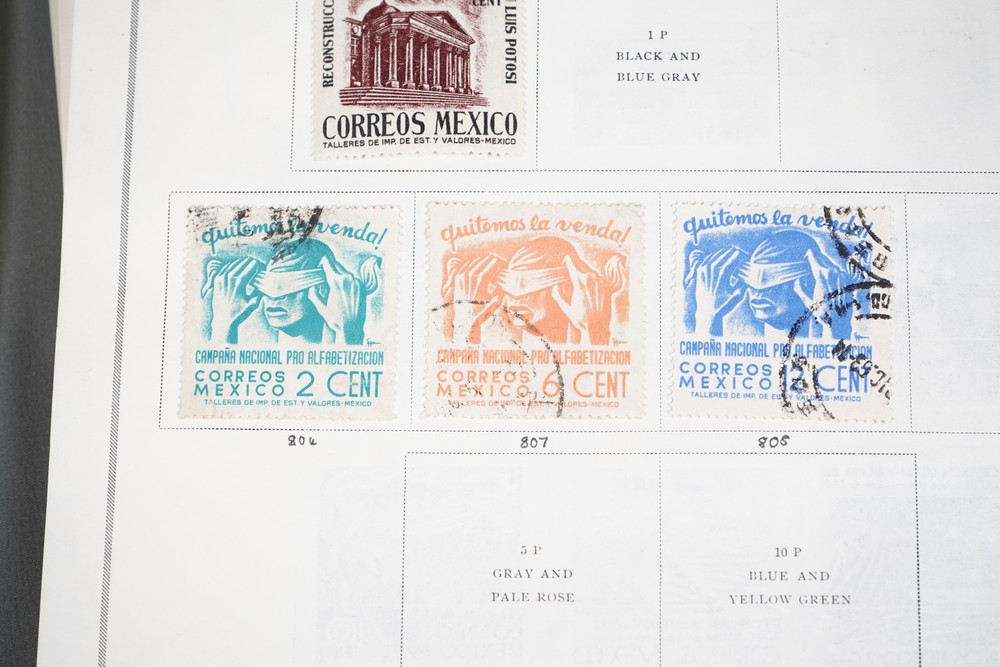 RECONSTRUCC
CENT
LUIS POTOSI
CORREOS MEXICO
TALLERES DE IMP. DE EST. Y VALORES-MEXICO
1 P
BLACK AND
BLUE GRAY
quitemos la venda!
CAMPAÑA NACIONAL PRO ALFABETIZACION
CORREOS
MEXICO 2 CENT
TALLERES DE IMP. DE EST. Y VALORES-MEXICO
quitemos la venda!
CAMPAÑA NACIONAL PRO ALFABETIZACION
CORREOS
MEXICO 6 CENT
TALLERES DE IMP. DE EST. Y VALORES-MEXICO
quitemos la venda!
CAMPAÑA NACIONAL PRO ALFABETIZACION
CORREOS
MEXICO 12 CENT
TALLERES DE IMP. DE EST. Y VALORES-MEXICO
806 807 808
5 P
GRAY AND
PALE ROSE
10 P
BLUE AND
YELLOW GREEN